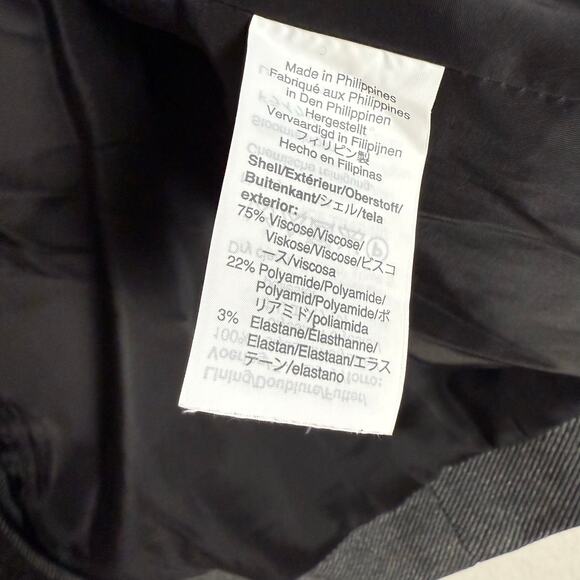 Made in Philippines
Fabriqué aux Philippines
in Den Philippinen
Hergestellt
Vervaardigd in Filipijnen
フィリピン製
Hecho en Filipinas
Shell/Extérieur/Oberstoff/
Buitenkant/シェル/tela
exterior:
75% Viscose/Viscose/
Viskose/Viscose/ビスコ
ース/viscosa
22% Polyamide/Polyamide/
Polyamid/Polyamide/ポ
リアミド/poliamida
3% Elastane/Élasthanne/
Elastan/Elastaan/エラス
テーン/elastano